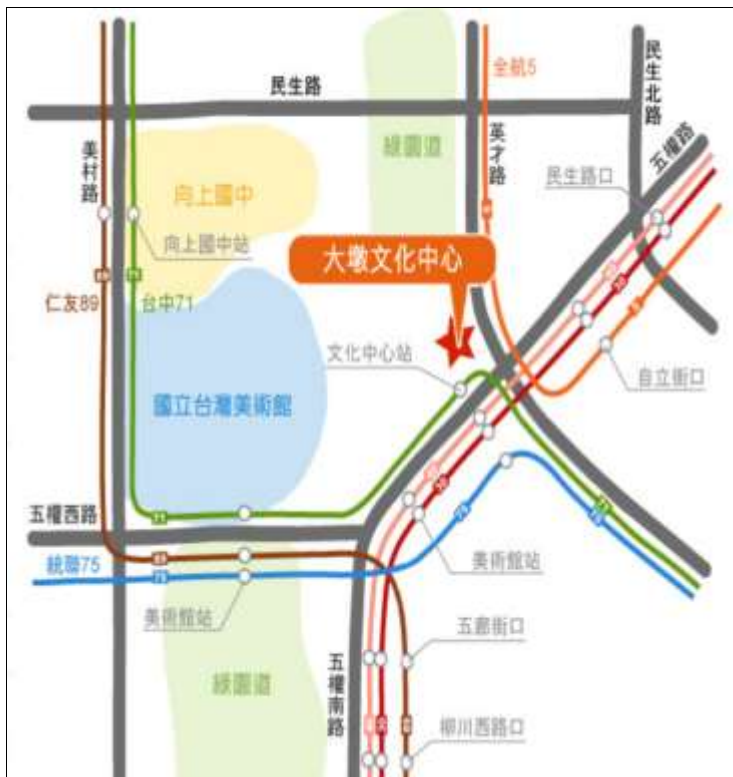 全航5
民生路
民生北路
美村路
綠園道
英才路
五權路
民生路口
向上國中
向上國中站
大墩文化中心
仁友89
台中71
文化中心站
國立台灣美術館
自立街口
五權西路
71
89
統聯75
75
美術館站
美術館站
五廊街口
綠園道
五權南路
柳川西路口